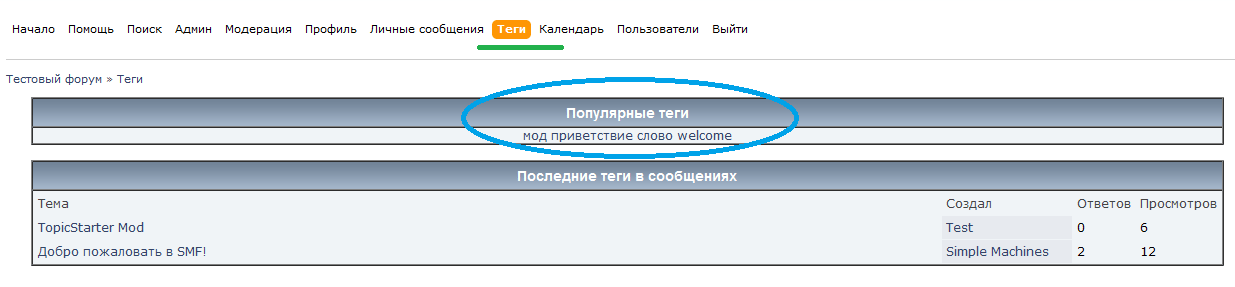 Начало Помощь Поиск Админ Модерация Профиль Личные сообщения Теги Календарь Пользователи Выйти
Тестовый форум » Теги
Популярные теги
мод приветствие слово welcome
Последние теги в сообщениях
Тема Создал Ответов Просмотров
TopicStarter Mod Test 0 6
Добро пожаловать в SMF! Simple Machines 2 12